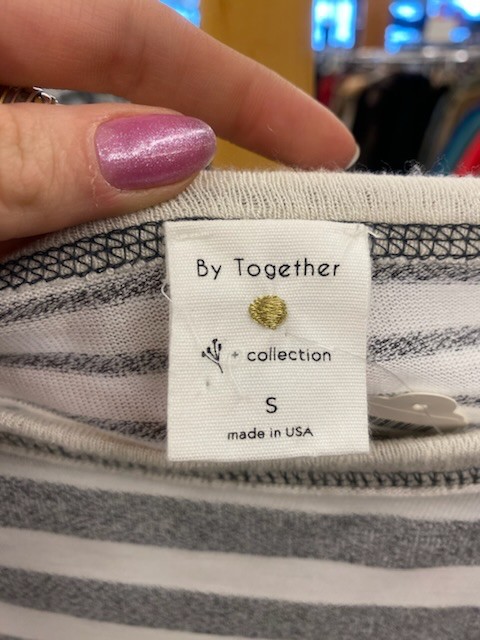 By Together
+ collection
S
made in USA